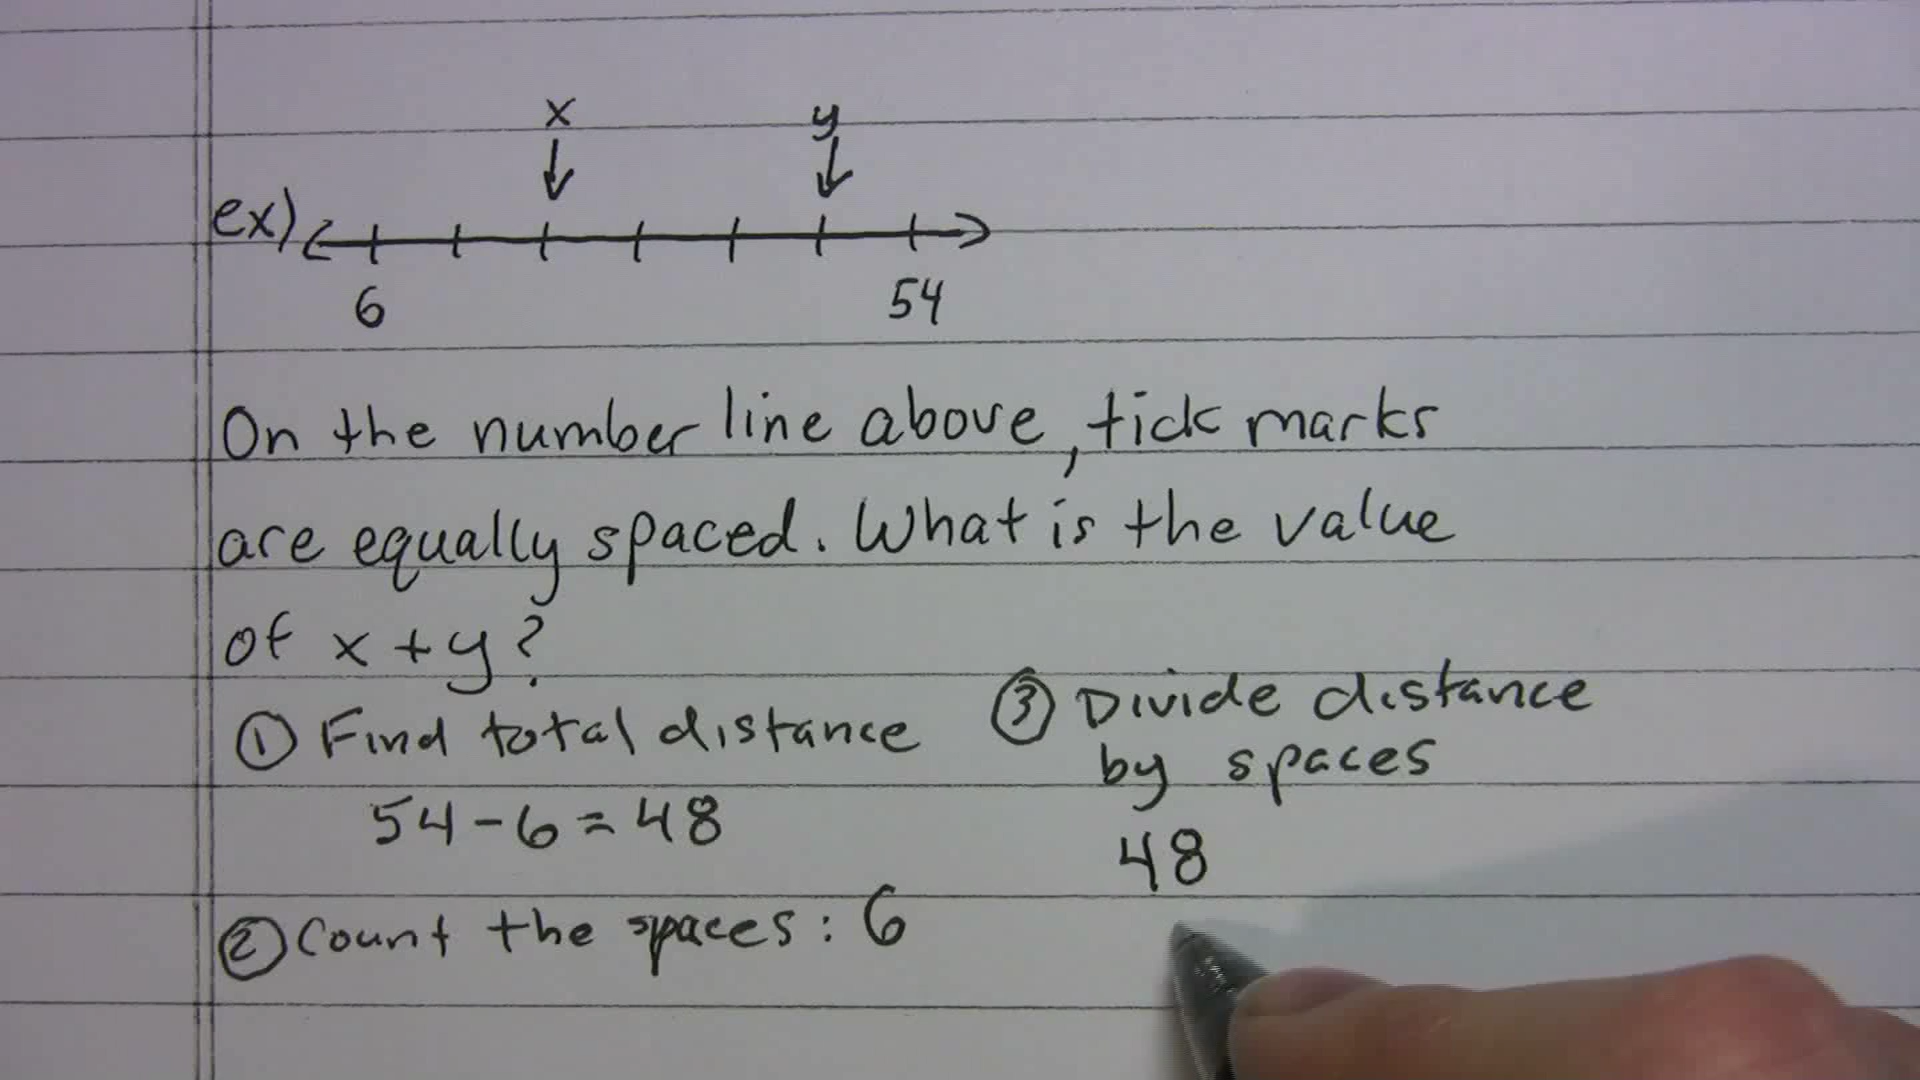 x y
ex)
6 54
On the number line above, tick marks
are equally spaced. What is the value
of x + y?
① Find total distance
54 - 6 = 48
② Count the spaces: 6
③ Divide distance
by spaces
48